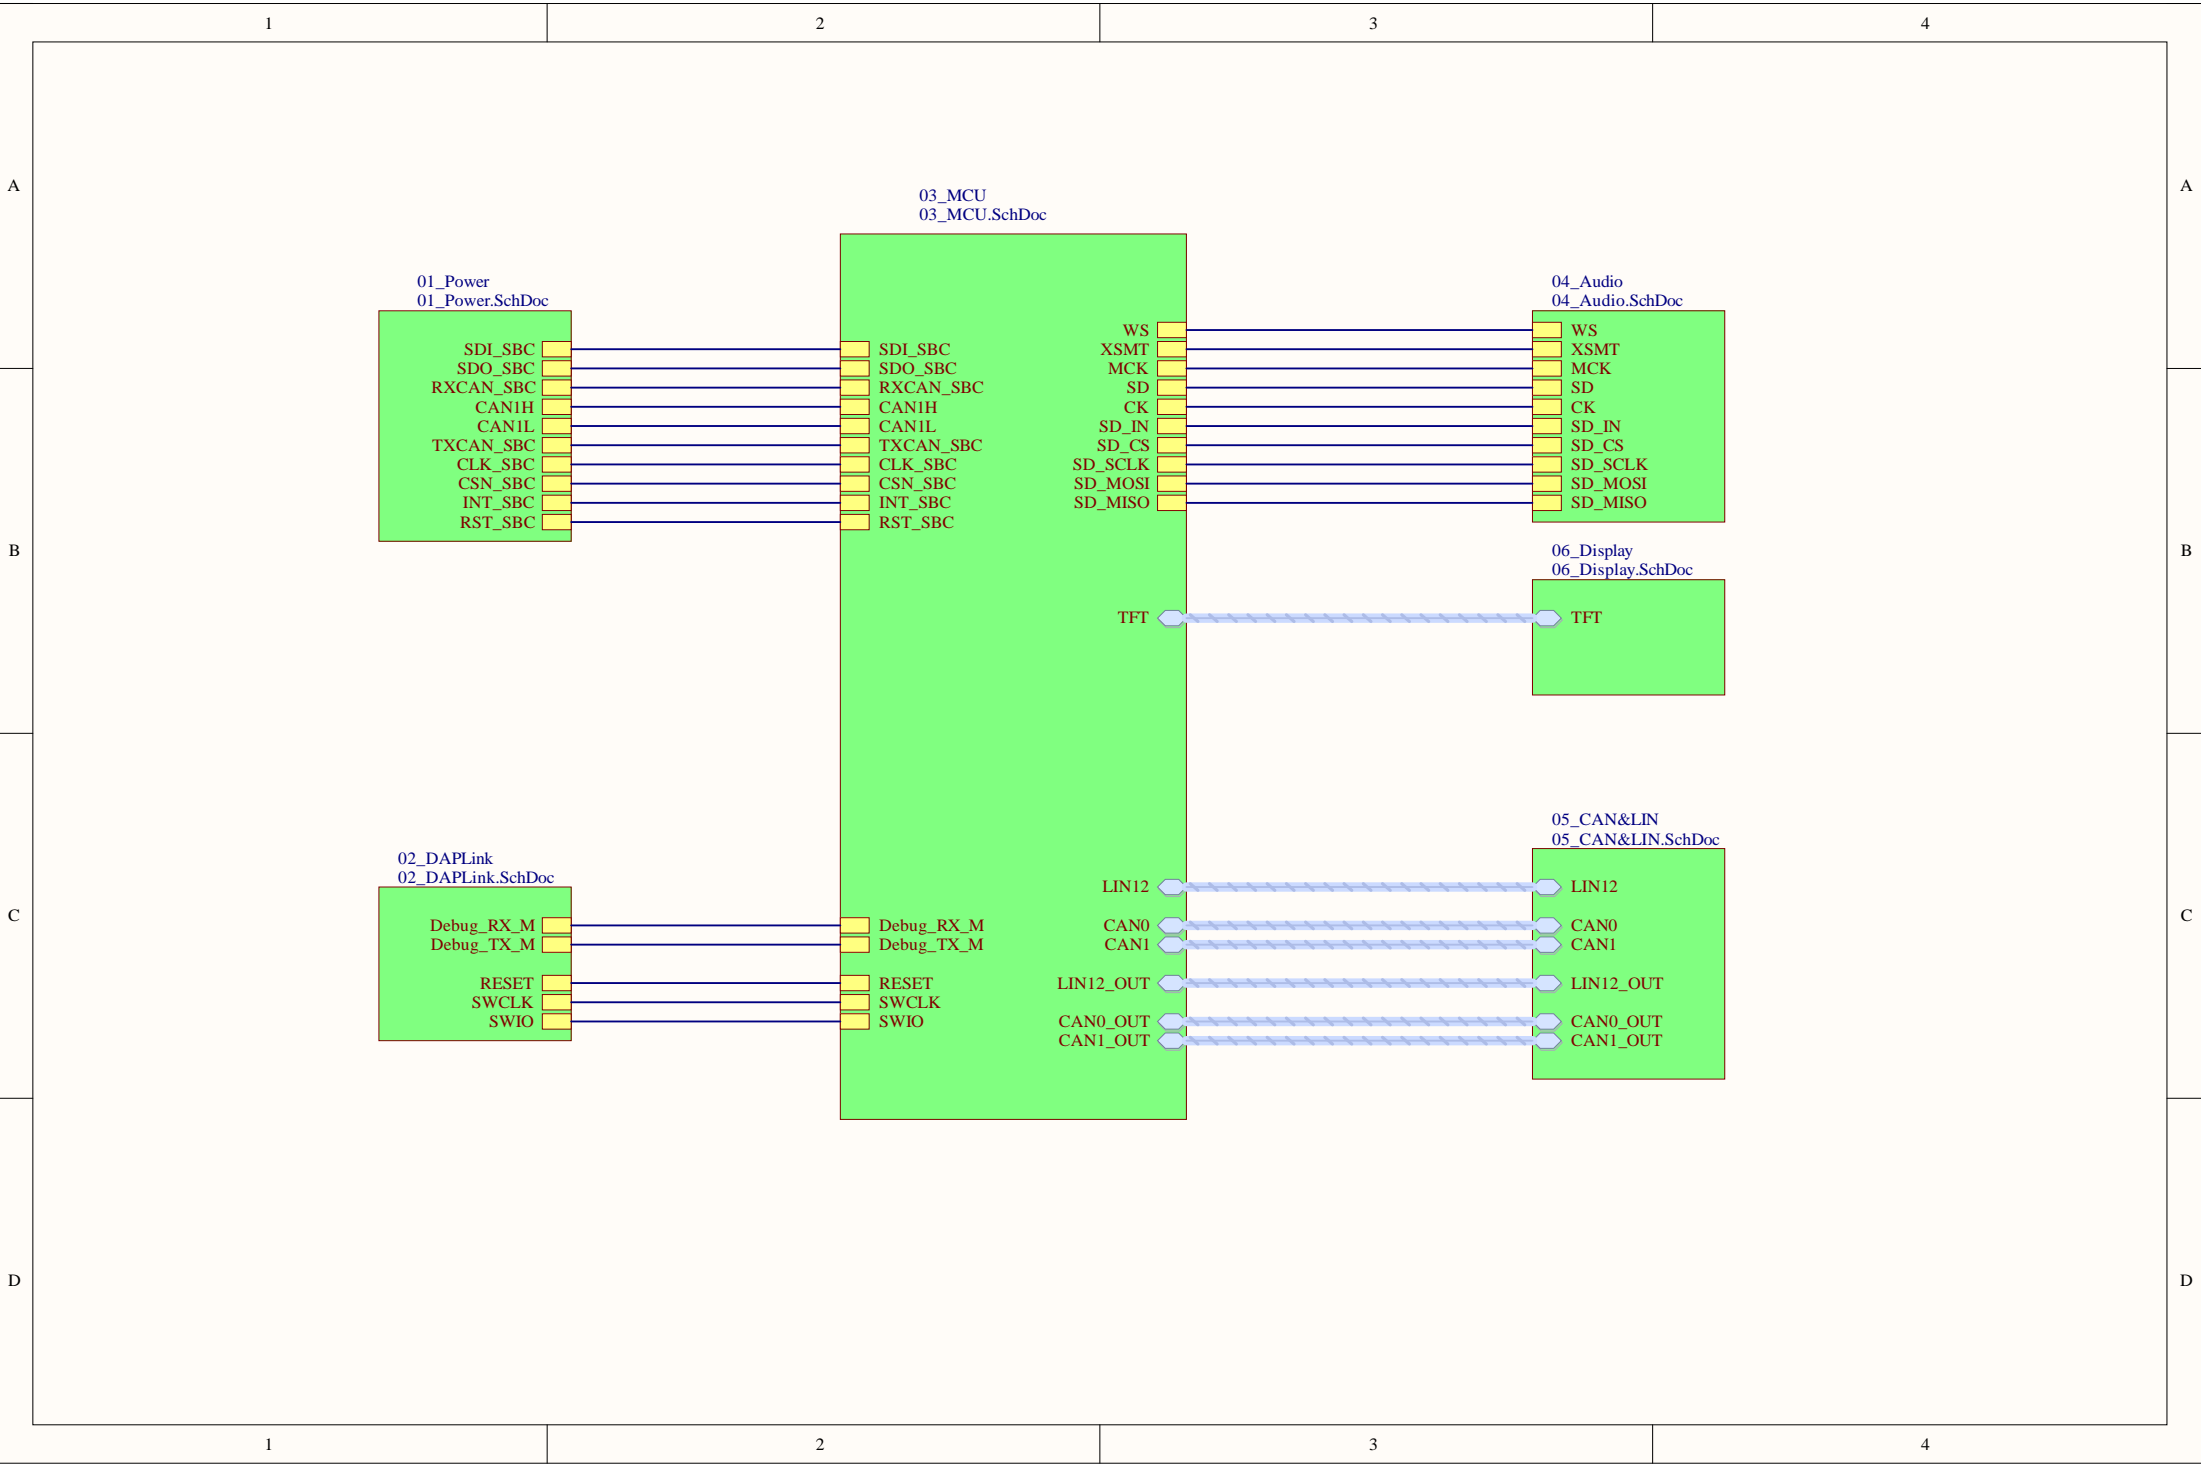 1 2 3 4
A A
03_MCU
03_MCU.SchDoc
01_Power
01_Power.SchDoc
SDI_SBC
SDO_SBC
RXCAN_SBC
CAN1H
CAN1L
TXCAN_SBC
CLK_SBC
CSN_SBC
INT_SBC
RST_SBC
SDI_SBC
SDO_SBC
RXCAN_SBC
CAN1H
CAN1L
TXCAN_SBC
CLK_SBC
CSN_SBC
INT_SBC
RST_SBC
WS
XSMT
MCK
SD
CK
SD_IN
SD_CS
SD_SCLK
SD_MOSI
SD_MISO
04_Audio
04_Audio.SchDoc
WS
XSMT
MCK
SD
CK
SD_IN
SD_CS
SD_SCLK
SD_MOSI
SD_MISO
B B
06_Display
06_Display.SchDoc
TFT
TFT
02_DAPLink
02_DAPLink.SchDoc
Debug_RX_M
Debug_TX_M
RESET
SWCLK
SWIO
Debug_RX_M
Debug_TX_M
RESET
SWCLK
SWIO
C C
LIN12
CAN0
CAN1
LIN12_OUT
CAN0_OUT
CAN1_OUT
05_CAN&LIN
05_CAN&LIN.SchDoc
LIN12
CAN0
CAN1
LIN12_OUT
CAN0_OUT
CAN1_OUT
D D
1 2 3 4